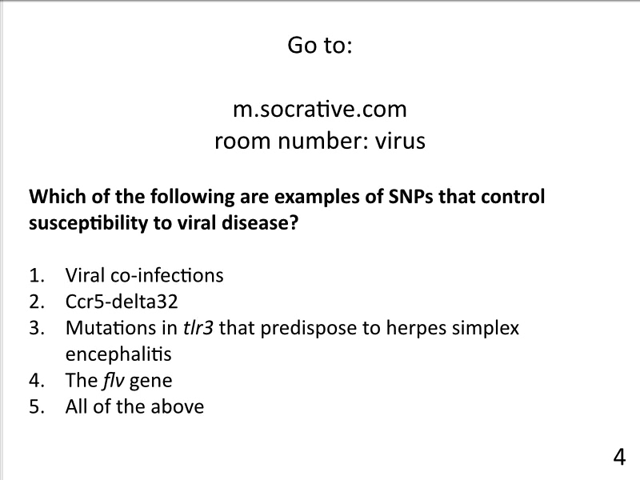 Go to:
m.socrative.com
room number: virus
Which of the following are examples of SNPs that control
susceptibility to viral disease?
1. Viral co-infections
2. Ccr5-delta32
3. Mutations in tlr3 that predispose to herpes simplex
encephalitis
4. The flv gene
5. All of the above
4